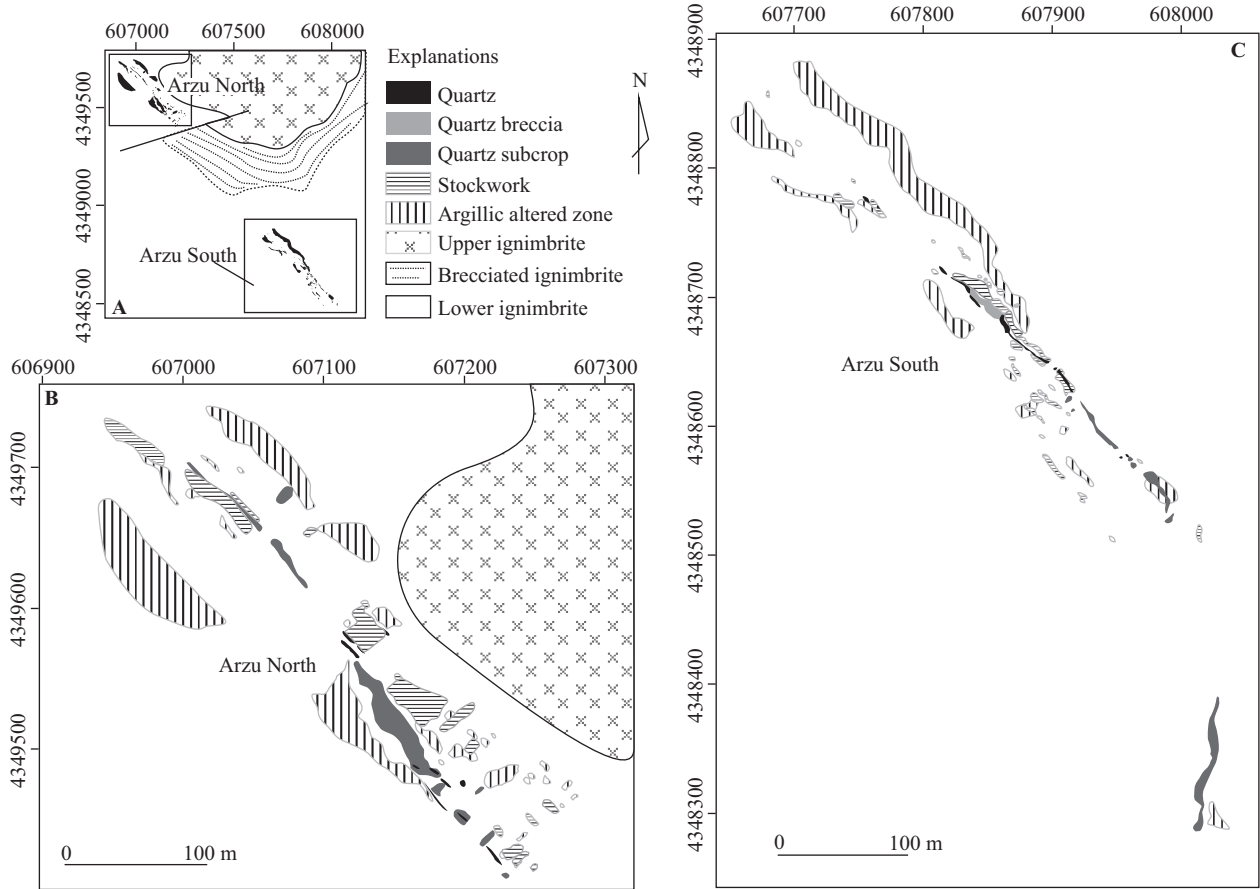 607000 607500 608000
4349500
4349000
4348500
Arzu North
Arzu South
A
Explanations
Quartz
Quartz breccia
Quartz subcrop
Stockwork
Argillic altered zone
Upper ignimbrite
Brecciated ignimbrite
Lower ignimbrite
N
606900 607000 607100 607200 607300
B
4349700
4349600
4349500
Arzu North
0 100 m
607700 607800 607900 608000
C
4348900
4348800
4348700
4348600
4348500
4348400
4348300
Arzu South
0 100 m